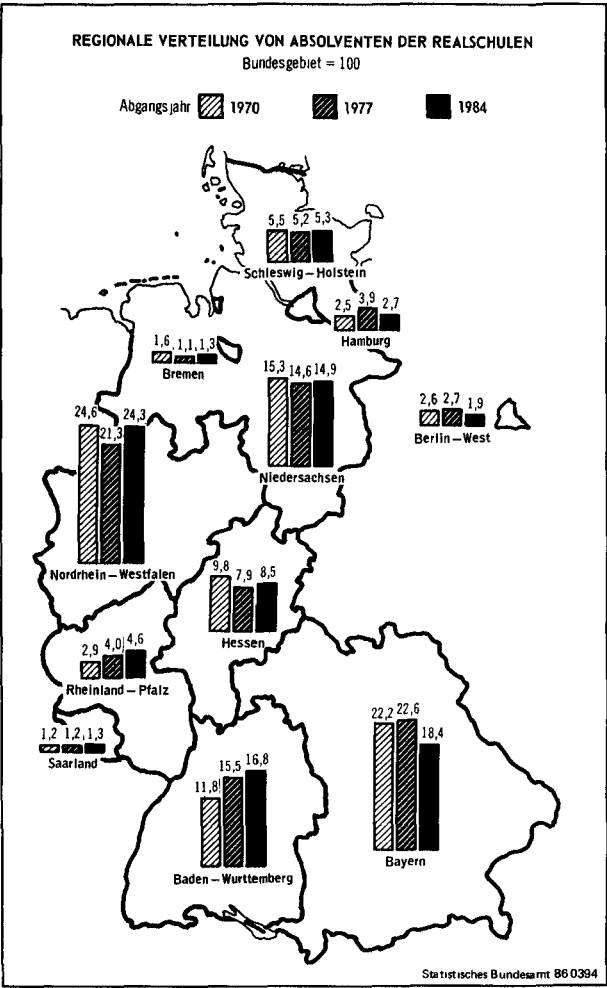 REGIONALE VERTEILUNG VON ABSOLVENTEN DER REALSCHULEN
Bundesgebiet = 100
Abgangsjahr 1970 1977 1984
5,5 5,2 5,3
Schleswig – Holstein
2,5 3,9 2,7
Hamburg
1,6 1,1 1,3
Bremen
15,3 14,6 14,9
Niedersachsen
2,6 2,7 1,9
Berlin – West
24,6 21,3 24,3
Nordrhein – Westfalen
9,8 7,9 8,5
Hessen
2,9 4,0 4,6
Rheinland – Pfalz
1,2 1,2 1,3
Saarland
22,2 22,6 18,4
Bayern
11,8 15,5 16,8
Baden – Wurttemberg
Statistisches Bundesamt 86 0394